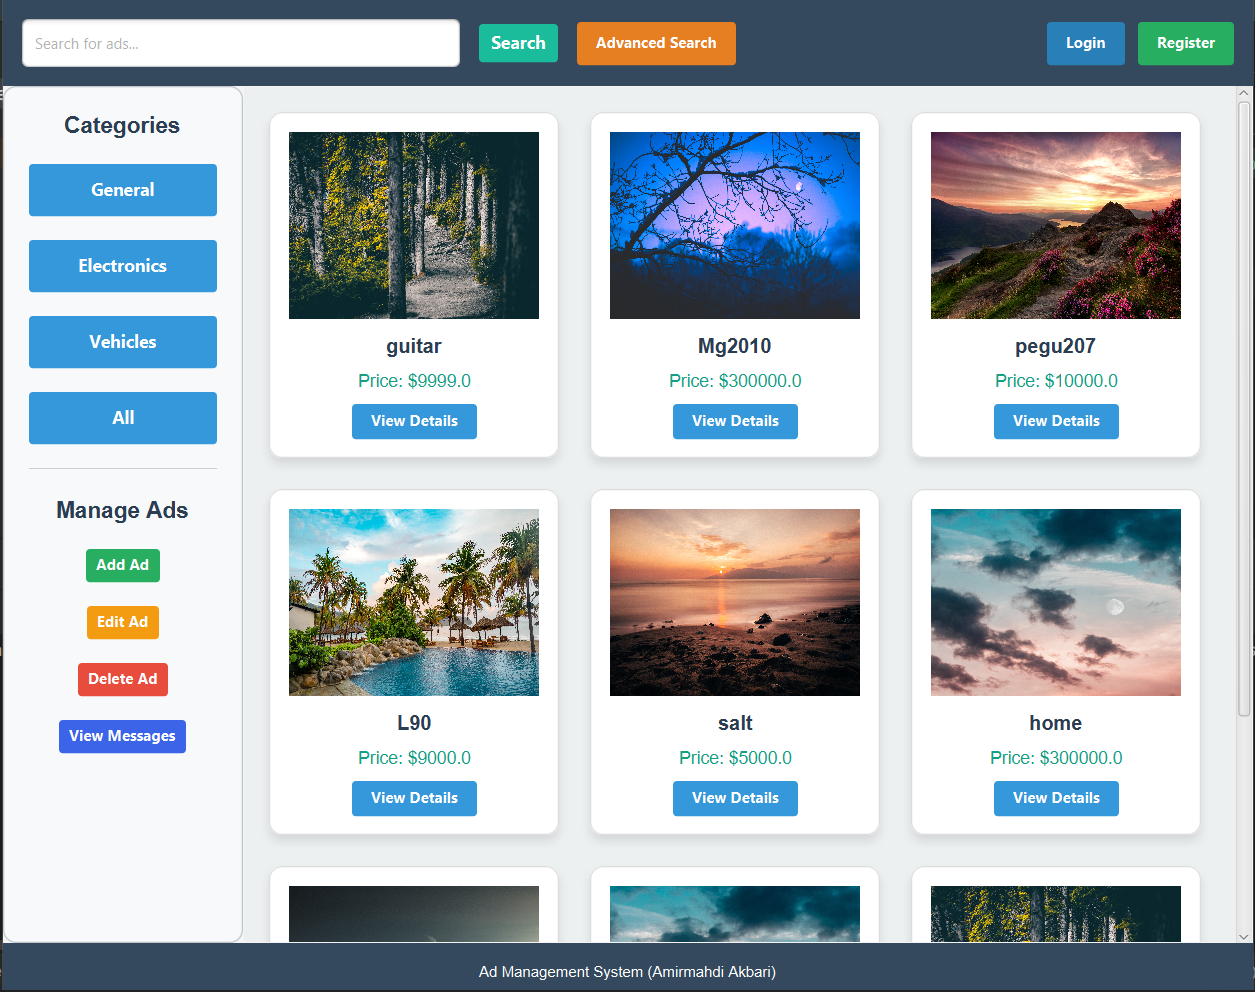 Search for ads...
Search
Advanced Search
Login
Register
Categories
General
Electronics
Vehicles
All
Manage Ads
Add Ad
Edit Ad
Delete Ad
View Messages
guitar
Price: $9999.0
View Details
Mg2010
Price: $300000.0
View Details
pegu207
Price: $10000.0
View Details
L90
Price: $9000.0
View Details
salt
Price: $5000.0
View Details
home
Price: $300000.0
View Details
Ad Management System (Amirmahdi Akbari)